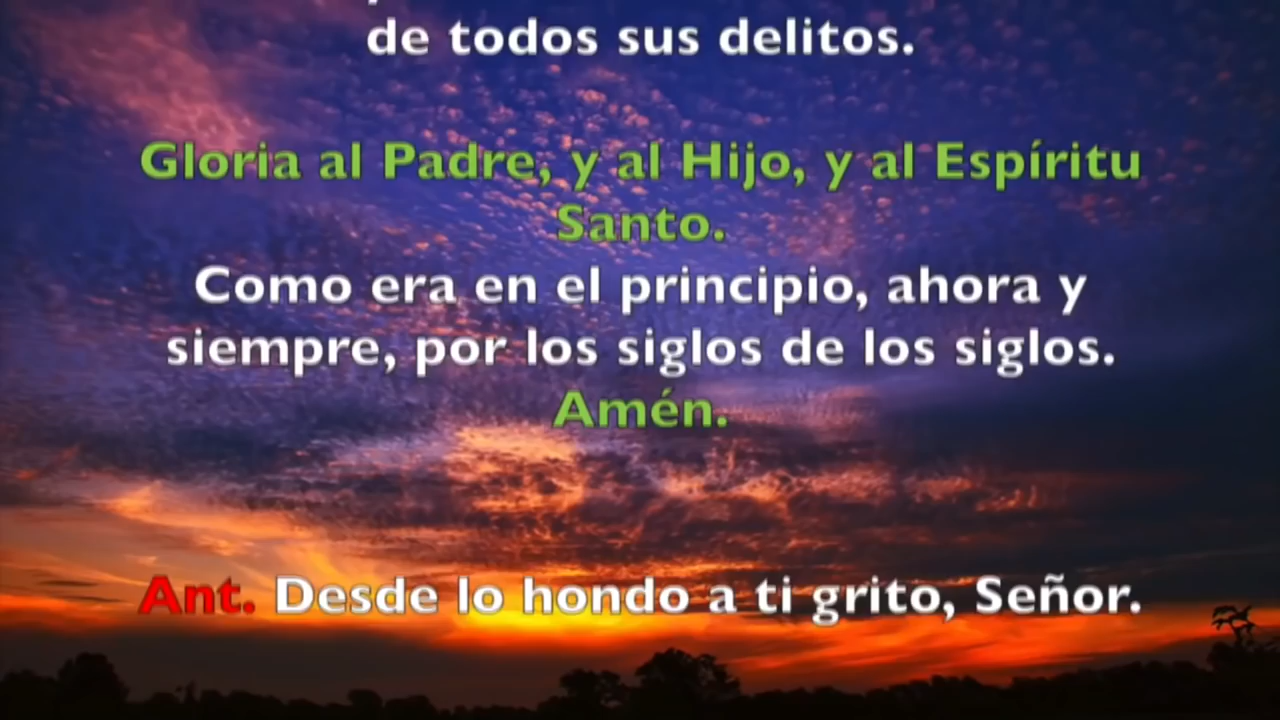 de todos sus delitos.
Gloria al Padre, y al Hijo, y al Espíritu
Santo.
Como era en el principio, ahora y
siempre, por los siglos de los siglos.
Amén.
Ant. Desde lo hondo a ti grito, Señor.